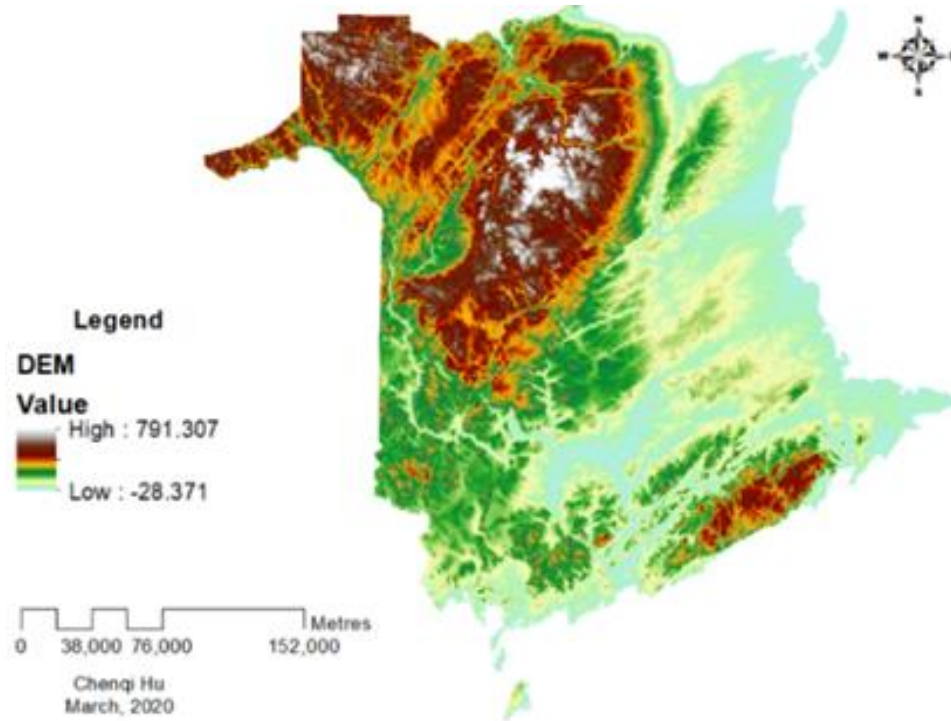 N
W E
S
Legend
DEM
Value
High : 791.307
Low : -28.371
Metres
0 38,000 76,000 152,000
Chenqi Hu
March, 2020